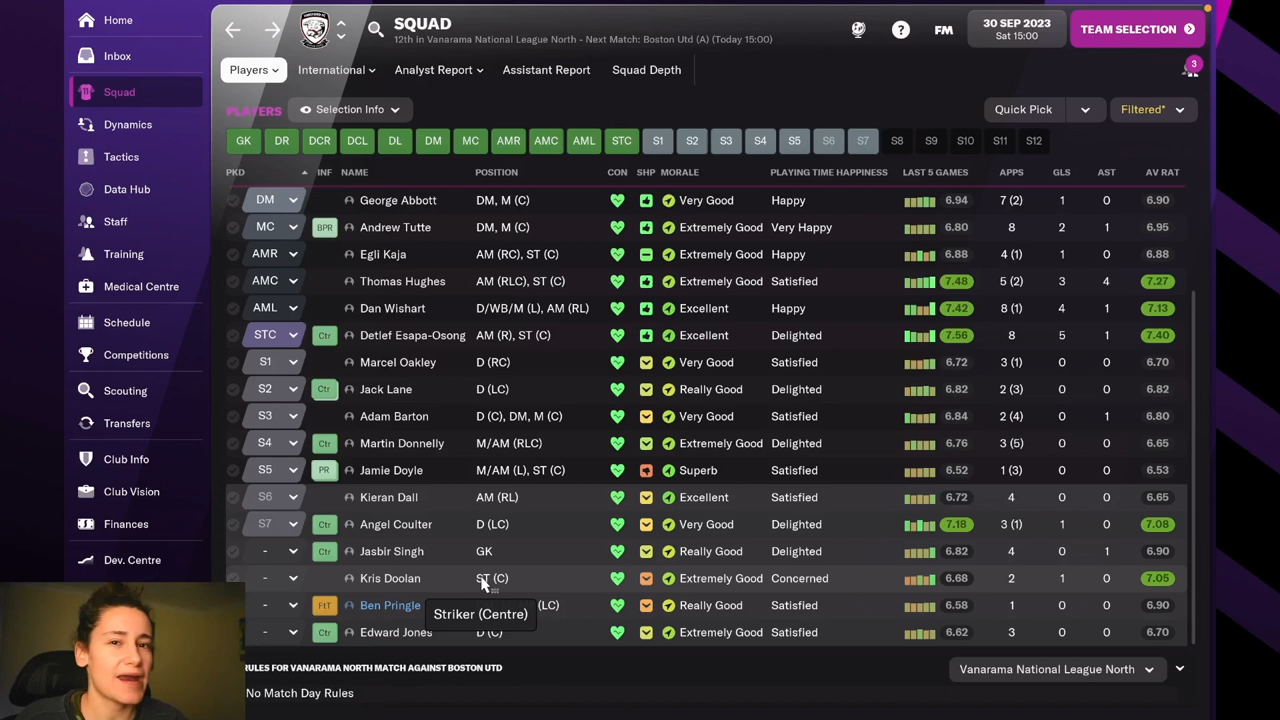 Home
Inbox
Squad
Dynamics
Tactics
Data Hub
Staff
Training
Medical Centre
Schedule
Competitions
Scouting
Transfers
Club Info
Club Vision
Finances
Dev. Centre
SQUAD
12th in Vanarama National League North - Next Match: Boston Utd (A) (Today 15:00)
? FM 30 SEP 2023 Sat 15:00 TEAM SELECTION
Players International Analyst Report Assistant Report Squad Depth 3
PLAYERS Selection Info Quick Pick Filtered*
GK DR DCR DCL DL DM MC AMR AMC AML STC S1 S2 S3 S4 S5 S6 S7 S8 S9 S10 S11 S12
PKD INF NAME POSITION CON SHP MORALE PLAYING TIME HAPPINESS LAST 5 GAMES APPS GLS AST AV RAT
DM George Abbott DM, M (C) Very Good Happy 6.94 7 (2) 1 0 6.90
MC BPR Andrew Tutte DM, M (C) Extremely Good Very Happy 6.80 8 2 1 6.95
AMR Egli Kaja AM (RC), ST (C) Extremely Good Happy 6.88 4 (1) 1 0 6.88
AMC Thomas Hughes AM (RLC), ST (C) Extremely Good Satisfied 7.48 5 (2) 3 4 7.27
AML Dan Wishart D/WB/M (L), AM (RL) Excellent Happy 7.42 8 (1) 4 1 7.13
STC Ctr Detlef Esapa-Osong AM (R), ST (C) Excellent Delighted 7.56 8 5 1 7.40
S1 Marcel Oakley D (RC) Very Good Satisfied 6.72 3 (1) 0 0 6.70
S2 Ctr Jack Lane D (LC) Really Good Delighted 6.82 2 (3) 0 0 6.82
S3 Adam Barton D (C), DM, M (C) Very Good Satisfied 6.84 2 (4) 0 1 6.80
S4 Ctr Martin Donnelly M/AM (RLC) Extremely Good Delighted 6.76 3 (5) 0 0 6.65
S5 PR Jamie Doyle M/AM (L), ST (C) Superb Satisfied 6.52 1 (3) 0 0 6.53
S6 Kieran Dall AM (RL) Excellent Satisfied 6.72 4 0 0 6.65
S7 Ctr Angel Coulter D (LC) Very Good Delighted 7.18 3 (1) 1 0 7.08
- Ctr Jasbir Singh GK Really Good Delighted 6.82 4 0 1 6.90
- Kris Doolan ST (C) Extremely Good Concerned 6.68 2 1 0 7.05
- FtT Ben Pringle (LC) Really Good Satisfied 6.58 1 0 0 6.90
Striker (Centre)
- Ctr Edward Jones D (C) Extremely Good Satisfied 6.62 3 0 0 6.70
RULES FOR VANARAMA NORTH MATCH AGAINST BOSTON UTD Vanarama National League North
No Match Day Rules